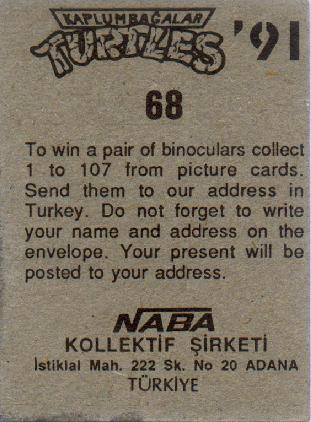 KAPLUMBAĞALAR
TURTLES '91
68
To win a pair of binoculars collect
1 to 107 from picture cards.
Send them to our address in
Turkey. Do not forget to write
your name and address on the
envelope. Your present will be
posted to your address.
NABA
KOLLEKTİF ŞİRKETİ
İstiklal Mah. 222 Sk. No 20 ADANA
TÜRKİYE